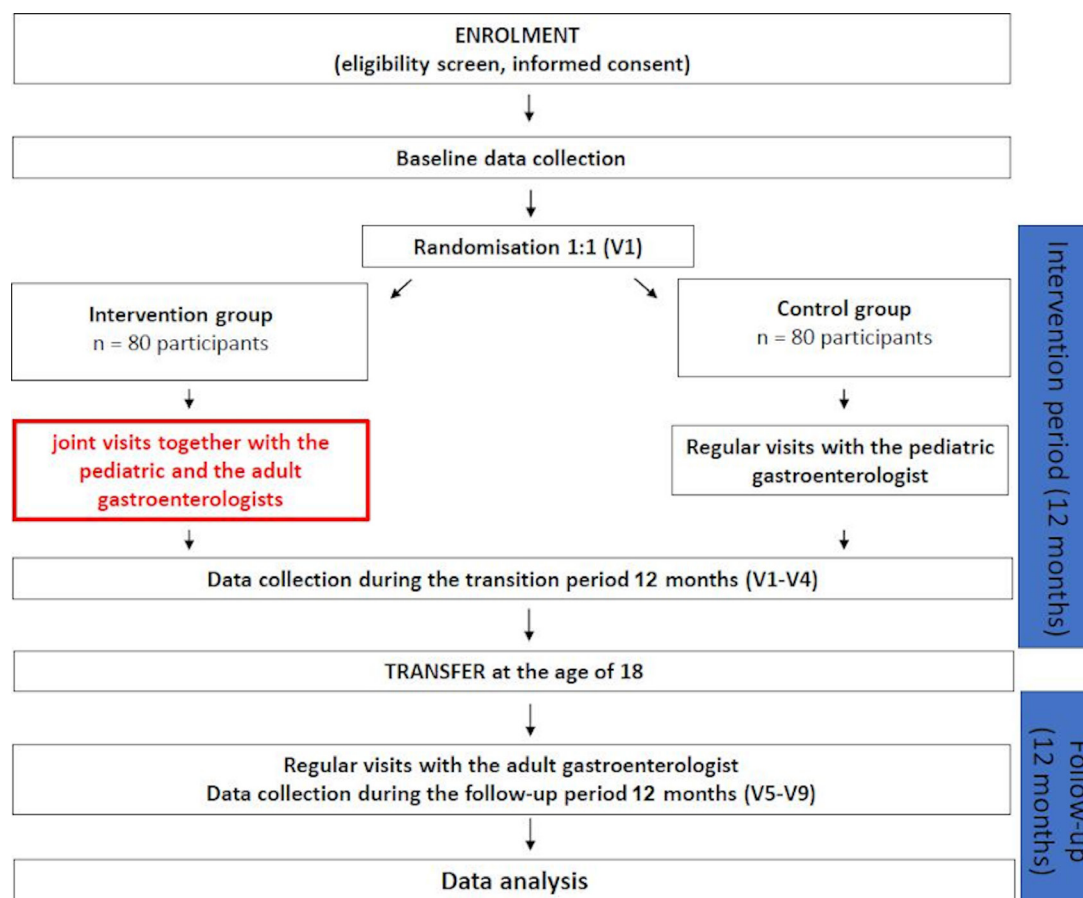 ENROLMENT
(eligibility screen, informed consent)
Baseline data collection
Randomisation 1:1 (V1)
Intervention group
n = 80 participants
Control group
n = 80 participants
joint visits together with the
pediatric and the adult
gastroenterologists
Regular visits with the pediatric
gastroenterologist
Data collection during the transition period 12 months (V1-V4)
TRANSFER at the age of 18
Regular visits with the adult gastroenterologist
Data collection during the follow-up period 12 months (V5-V9)
Data analysis
Intervention period (12 months)
Follow-up
(12 months)